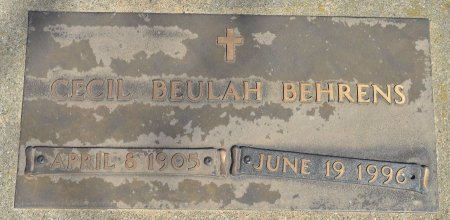 CECIL BEULAH BEHRENS
APRIL 8 1905 JUNE 19 1996